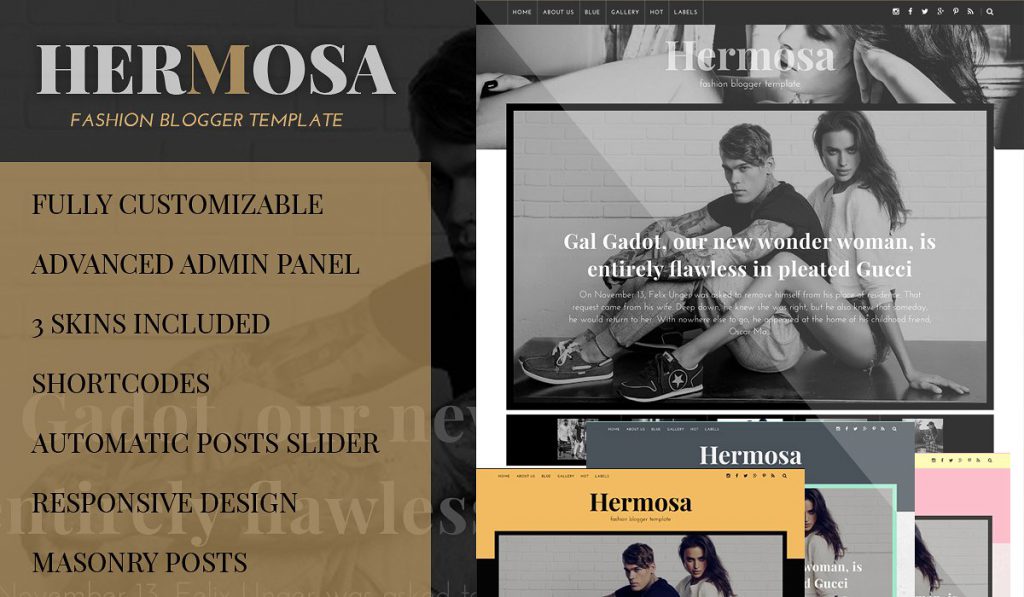 HERMOSA
FASHION BLOGGER TEMPLATE
FULLY CUSTOMIZABLE
ADVANCED ADMIN PANEL
3 SKINS INCLUDED
SHORTCODES
AUTOMATIC POSTS SLIDER
RESPONSIVE DESIGN
MASONRY POSTS
Gadot, our new
entirely flawless
November 13, Felix Unger was asked to
HOME ABOUT US BLUE GALLERY HOT LABELS
Hermosa
fashion blogger template
Gal Gadot, our new wonder woman, is
entirely flawless in pleated Gucci
On November 13, Felix Unger was asked to remove himself from his place of residence. That
request came from his wife. Deep down, he knew she was right, but he also knew that someday,
he would return to her. With nowhere else to go, he appeared at the home of his childhood friend,
Oscar Ma...
HOME ABOUT US BLUE GALLERY HOT LABELS
Hermosa
HOME ABOUT US BLUE GALLERY HOT LABELS
Hermosa
fashion blogger template
woman, is
d Gucci